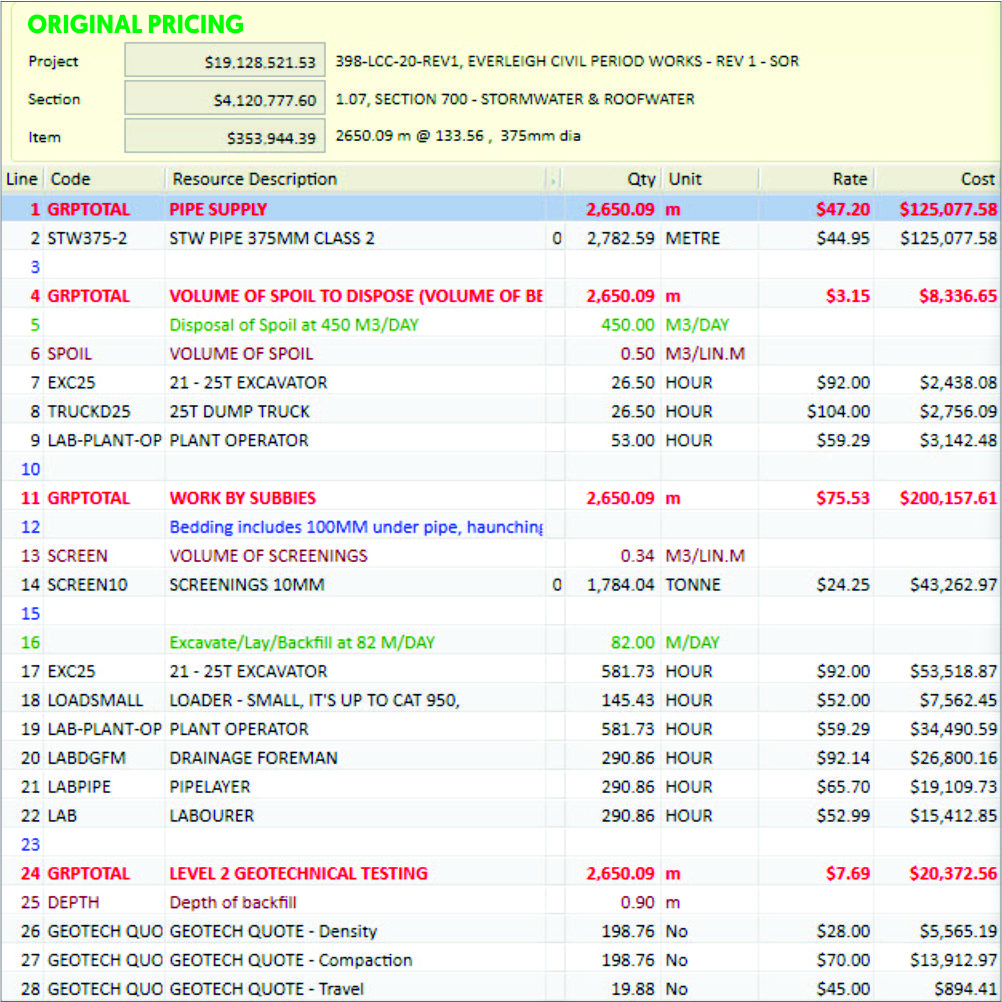 ORIGINAL PRICING
Project $19,128,521.53 398-LCC-20-REV1, EVERLEIGH CIVIL PERIOD WORKS - REV 1 - SOR
Section $4,120,777.60 1.07, SECTION 700 - STORMWATER & ROOFWATER
Item $353,944.39 2650.09 m @ 133.56 , 375mm dia
Line Code Resource Description Qty Unit Rate Cost
1 GRPTOTAL PIPE SUPPLY 2,650.09 m $47.20 $125,077.58
2 STW375-2 STW PIPE 375MM CLASS 2 0 2,782.59 METRE $44.95 $125,077.58
3
4 GRPTOTAL VOLUME OF SPOIL TO DISPOSE (VOLUME OF BE 2,650.09 m $3.15 $8,336.65
5 Disposal of Spoil at 450 M3/DAY 450.00 M3/DAY
6 SPOIL VOLUME OF SPOIL 0.50 M3/LIN.M
7 EXC25 21 - 25T EXCAVATOR 26.50 HOUR $92.00 $2,438.08
8 TRUCKD25 25T DUMP TRUCK 26.50 HOUR $104.00 $2,756.09
9 LAB-PLANT-OP PLANT OPERATOR 53.00 HOUR $59.29 $3,142.48
10
11 GRPTOTAL WORK BY SUBBIES 2,650.09 m $75.53 $200,157.61
12 Bedding includes 100MM under pipe, haunching
13 SCREEN VOLUME OF SCREENINGS 0.34 M3/LIN.M
14 SCREEN10 SCREENINGS 10MM 0 1,784.04 TONNE $24.25 $43,262.97
15
16 Excavate/Lay/Backfill at 82 M/DAY 82.00 M/DAY
17 EXC25 21 - 25T EXCAVATOR 581.73 HOUR $92.00 $53,518.87
18 LOADSMALL LOADER - SMALL, IT'S UP TO CAT 950, 145.43 HOUR $52.00 $7,562.45
19 LAB-PLANT-OP PLANT OPERATOR 581.73 HOUR $59.29 $34,490.59
20 LABDGFM DRAINAGE FOREMAN 290.86 HOUR $92.14 $26,800.16
21 LABPIPE PIPELAYER 290.86 HOUR $65.70 $19,109.73
22 LAB LABOURER 290.86 HOUR $52.99 $15,412.85
23
24 GRPTOTAL LEVEL 2 GEOTECHNICAL TESTING 2,650.09 m $7.69 $20,372.56
25 DEPTH Depth of backfill 0.90 m
26 GEOTECH QUO GEOTECH QUOTE - Density 198.76 No $28.00 $5,565.19
27 GEOTECH QUO GEOTECH QUOTE - Compaction 198.76 No $70.00 $13,912.97
28 GEOTECH QUO GEOTECH QUOTE - Travel 19.88 No $45.00 $894.41